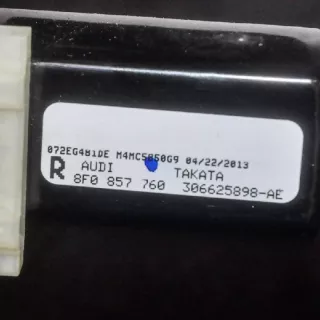 072EG481DE M4MC5050G9 04/22/2013
R AUDI TAKATA
8F0 857 760 306625898-AE